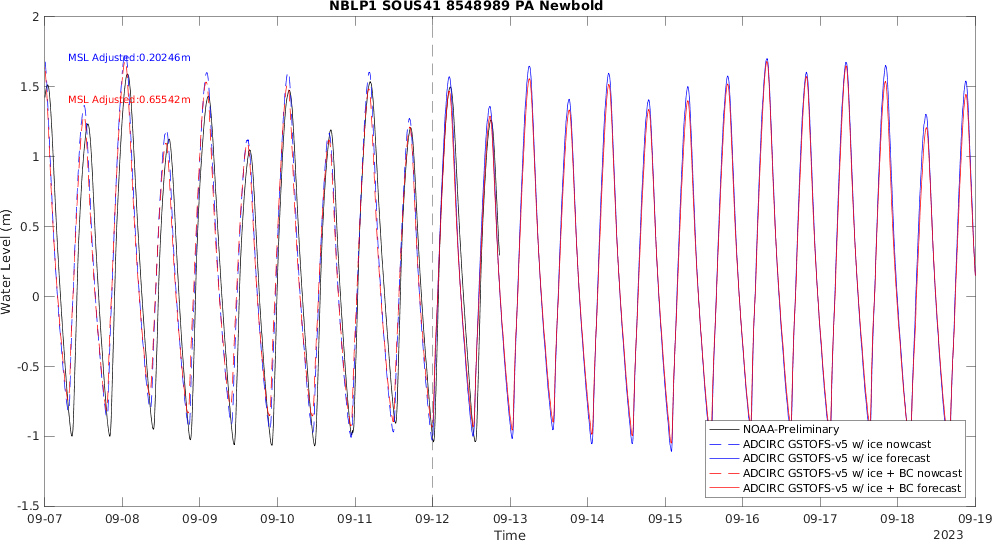 NBLP1 SOUS41 8548989 PA Newbold
2
1.5
1
0.5
0
-0.5
-1
-1.5
Water Level (m)
MSL Adjusted:0.20246m
MSL Adjusted:0.65542m
NOAA-Preliminary
ADCIRC GSTOFS-v5 w/ ice nowcast
ADCIRC GSTOFS-v5 w/ ice forecast
ADCIRC GSTOFS-v5 w/ ice + BC nowcast
ADCIRC GSTOFS-v5 w/ ice + BC forecast
09-07 09-08 09-09 09-10 09-11 09-12 09-13 09-14 09-15 09-16 09-17 09-18 09-19
Time
2023